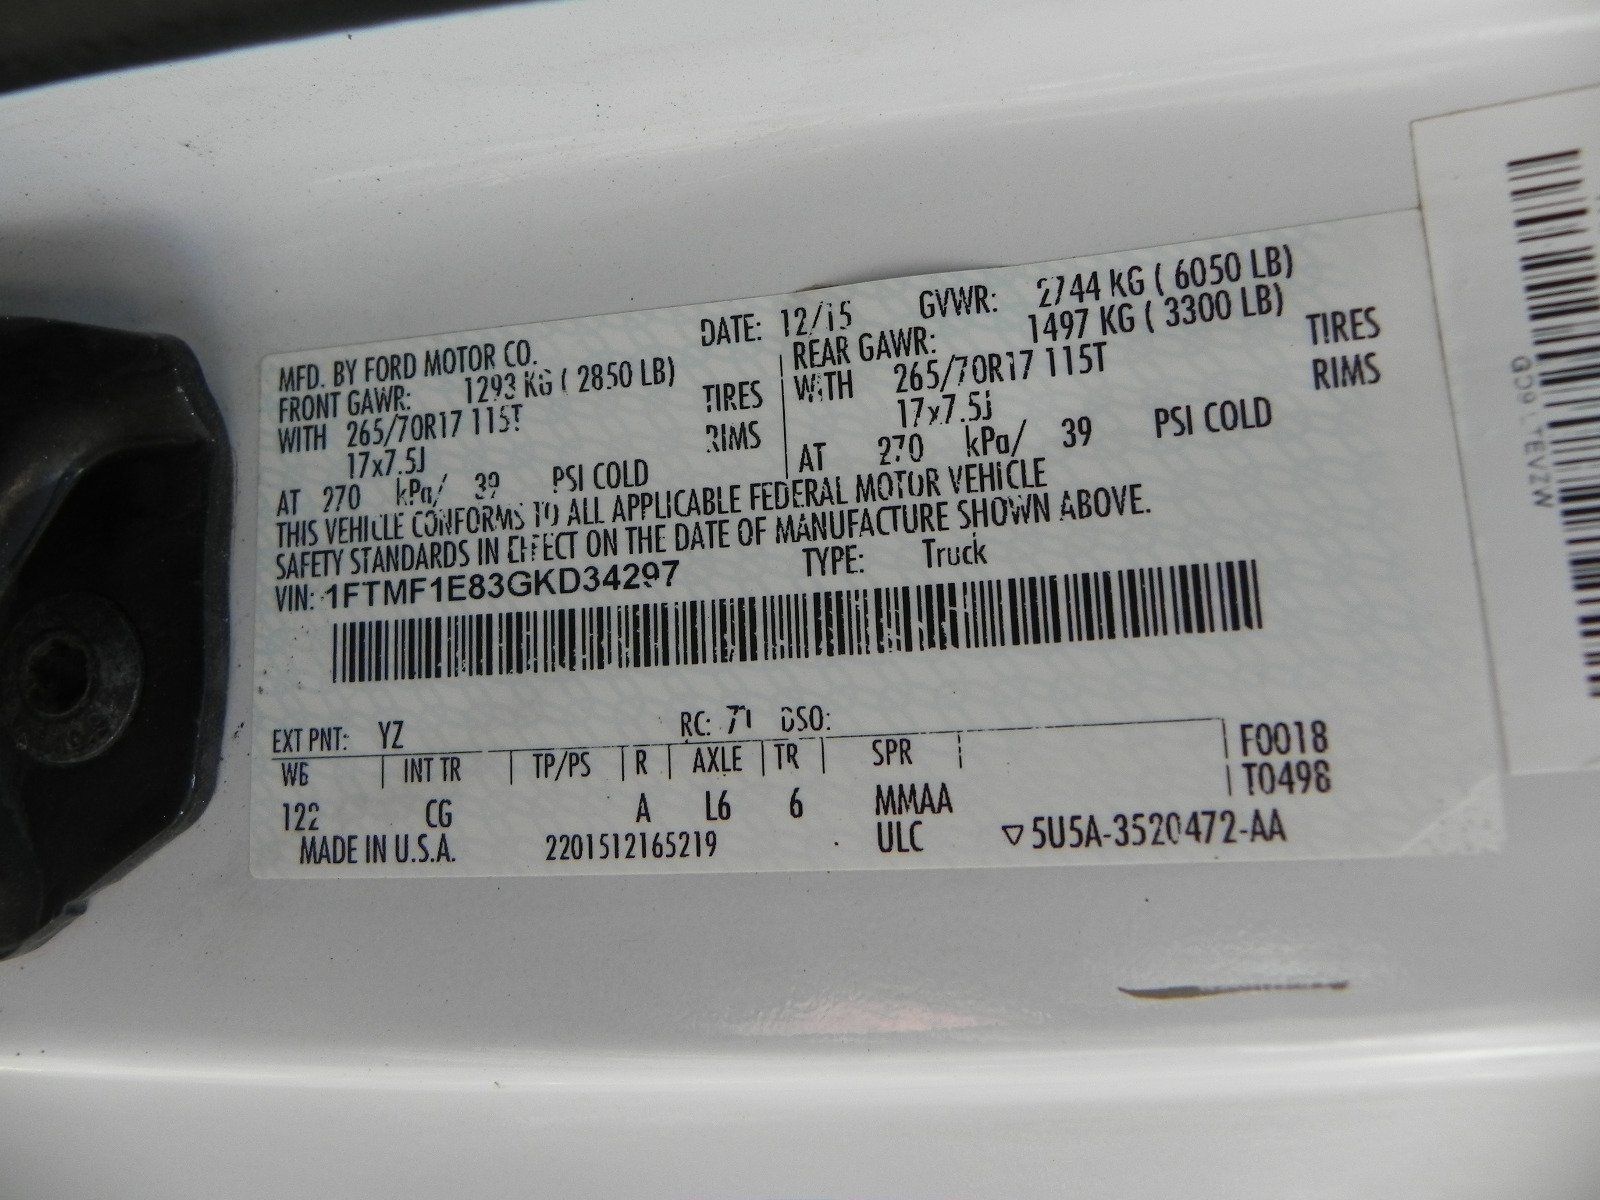 MFD. BY FORD MOTOR CO. DATE: 12/15 GVWR: 2744 KG ( 6050 LB)
FRONT GAWR: 1293 KG ( 2850 LB) REAR GAWR: 1497 KG ( 3300 LB)
WITH 265/70R17 115T TIRES WITH 265/70R17 115T TIRES
17x7.5J RIMS 17x7.5J RIMS
AT 270 kPa/ 39 PSI COLD AT 270 kPa/ 39 PSI COLD
THIS VEHICLE CONFORMS TO ALL APPLICABLE FEDERAL MOTOR VEHICLE
SAFETY STANDARDS IN EFFECT ON THE DATE OF MANUFACTURE SHOWN ABOVE.
VIN: 1FTMF1E83GKD34297 TYPE: Truck
EXT PNT: YZ RC: 71 DSO:
WB INT TR TP/PS R AXLE TR SPR F0018
122 CG A L6 6 MMAA T0498
MADE IN U.S.A. 2201512165219 ULC ▽5U5A-3520472-AA